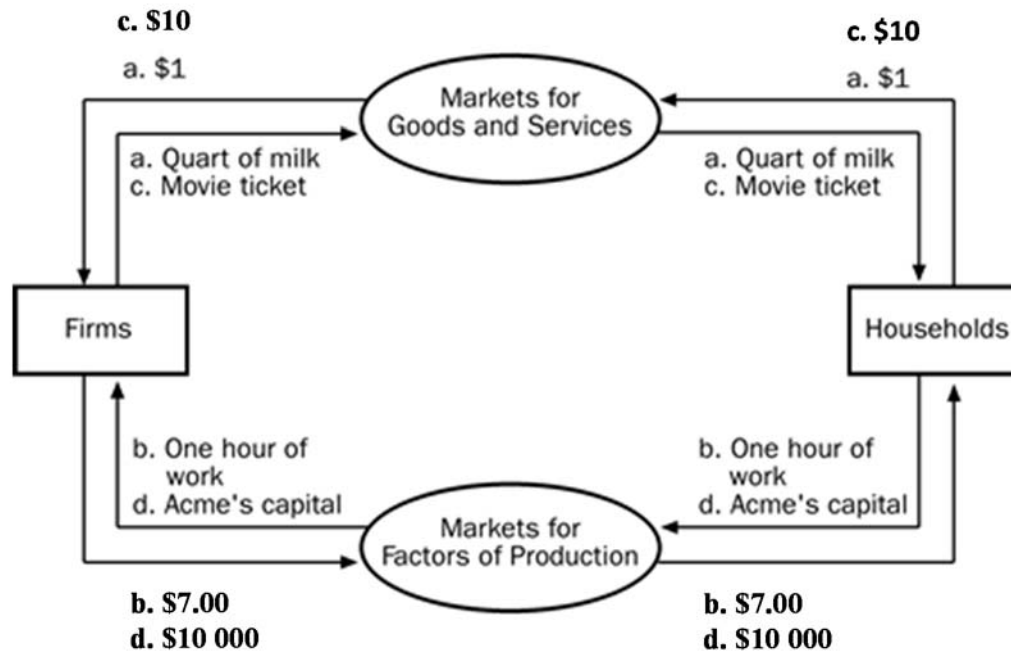 c. $10
a. $1
c. $10
a. $1
Markets for
Goods and Services
a. Quart of milk
c. Movie ticket
a. Quart of milk
c. Movie ticket
Firms
Households
b. One hour of
work
d. Acme's capital
b. One hour of
work
d. Acme's capital
Markets for
Factors of Production
b. $7.00
d. $10 000
b. $7.00
d. $10 000